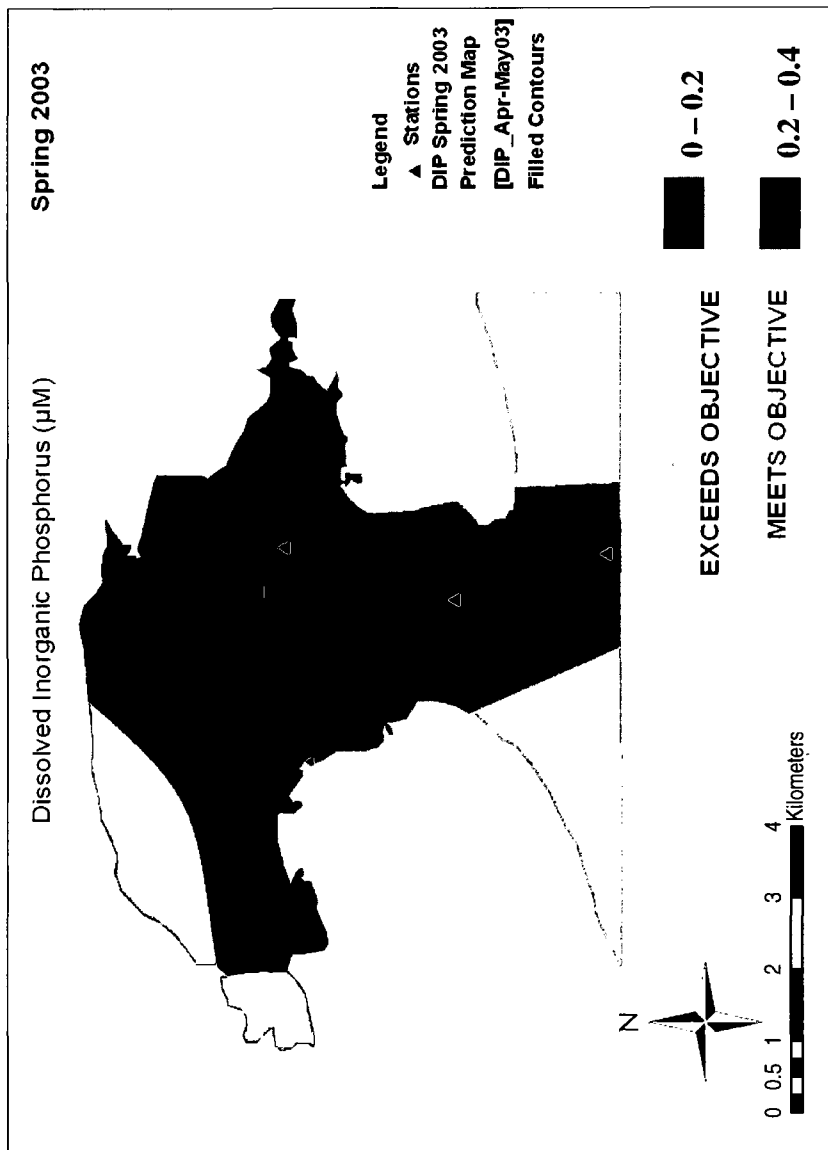 Dissolved Inorganic Phosphorus (µM)
Spring 2003
Legend
▲ Stations
DIP Spring 2003
Prediction Map
[DIP_Apr-May03]
Filled Contours
N
0 0.5 1 2 3 4
Kilometers
EXCEEDS OBJECTIVE 0 – 0.2
MEETS OBJECTIVE 0.2 – 0.4